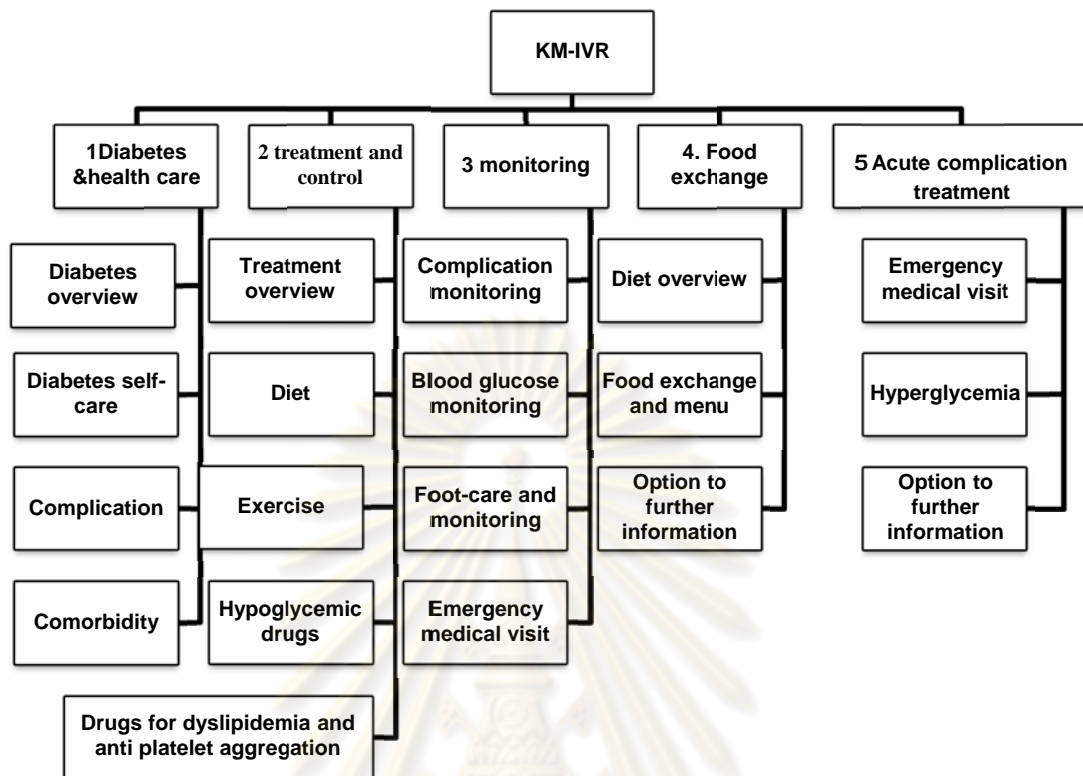 KM-IVR
1Diabetes
&health care
2 treatment and
control
3 monitoring
4. Food
exchange
5 Acute complication
treatment
Diabetes
overview
Treatment
overview
Complication
monitoring
Diet overview
Emergency
medical visit
Diabetes self-
care
Diet
Blood glucose
monitoring
Food exchange
and menu
Hyperglycemia
Complication
Exercise
Foot-care and
monitoring
Option to
further
information
Option to
further
information
Comorbidity
Hypoglycemic
drugs
Emergency
medical visit
Drugs for dyslipidemia and
anti platelet aggregation